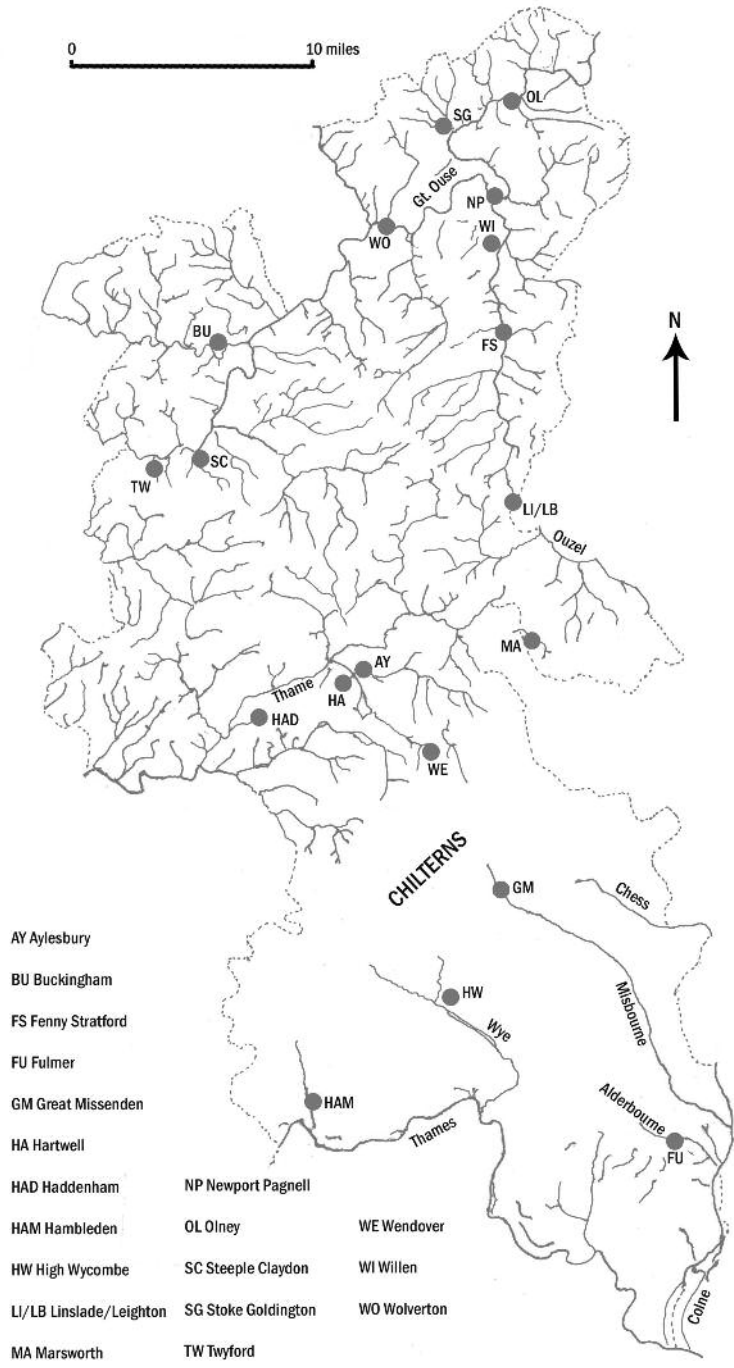 0
10 miles
OL
SG
Gt. Ouse
NP
WO
WI
N
BU
FS
SC
TW
LI/LB
Ouzel
MA
AY
Thame
HA
HAD
WE
CHILTERNS
GM
Chess
AY Aylesbury
BU Buckingham
HW
Misbourne
FS Fenny Stratford
Wye
FU Fulmer
GM Great Missenden
HAM
Alderbourne
Thames
HA Hartwell
FU
HAD Haddenham
NP Newport Pagnell
HAM Hambleden
OL Olney
WE Wendover
HW High Wycombe
SC Steeple Claydon
WI Willen
LI/LB Linslade/Leighton
SG Stoke Goldington
WO Wolverton
Colne
MA Marsworth
TW Twyford